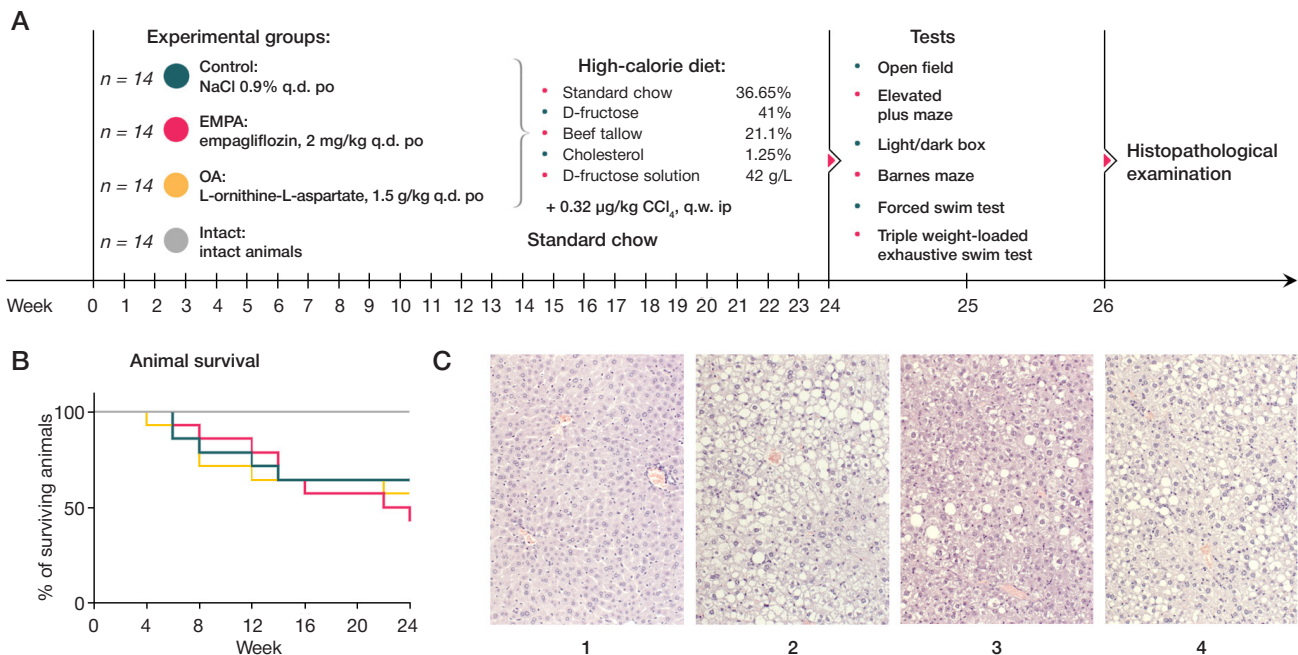 A
Experimental groups:
n = 14
Control:
NaCl 0.9% q.d. po
n = 14
EMPA:
empagliflozin, 2 mg/kg q.d. po
n = 14
OA:
L-ornithine-L-aspartate, 1.5 g/kg q.d. po
n = 14
Intact:
intact animals
High-calorie diet:
• Standard chow 36.65%
• D-fructose 41%
• Beef tallow 21.1%
• Cholesterol 1.25%
• D-fructose solution 42 g/L
+ 0.32 µg/kg CCl₄, q.w. ip
Standard chow
Tests
• Open field
• Elevated
plus maze
• Light/dark box
• Barnes maze
• Forced swim test
• Triple weight-loaded
exhaustive swim test
Histopathological
examination
Week 0 1 2 3 4 5 6 7 8 9 10 11 12 13 14 15 16 17 18 19 20 21 22 23 24 25 26
B
Animal survival
% of surviving animals
100
50
0
0 4 8 12 16 20 24
Week
C
1 2 3 4